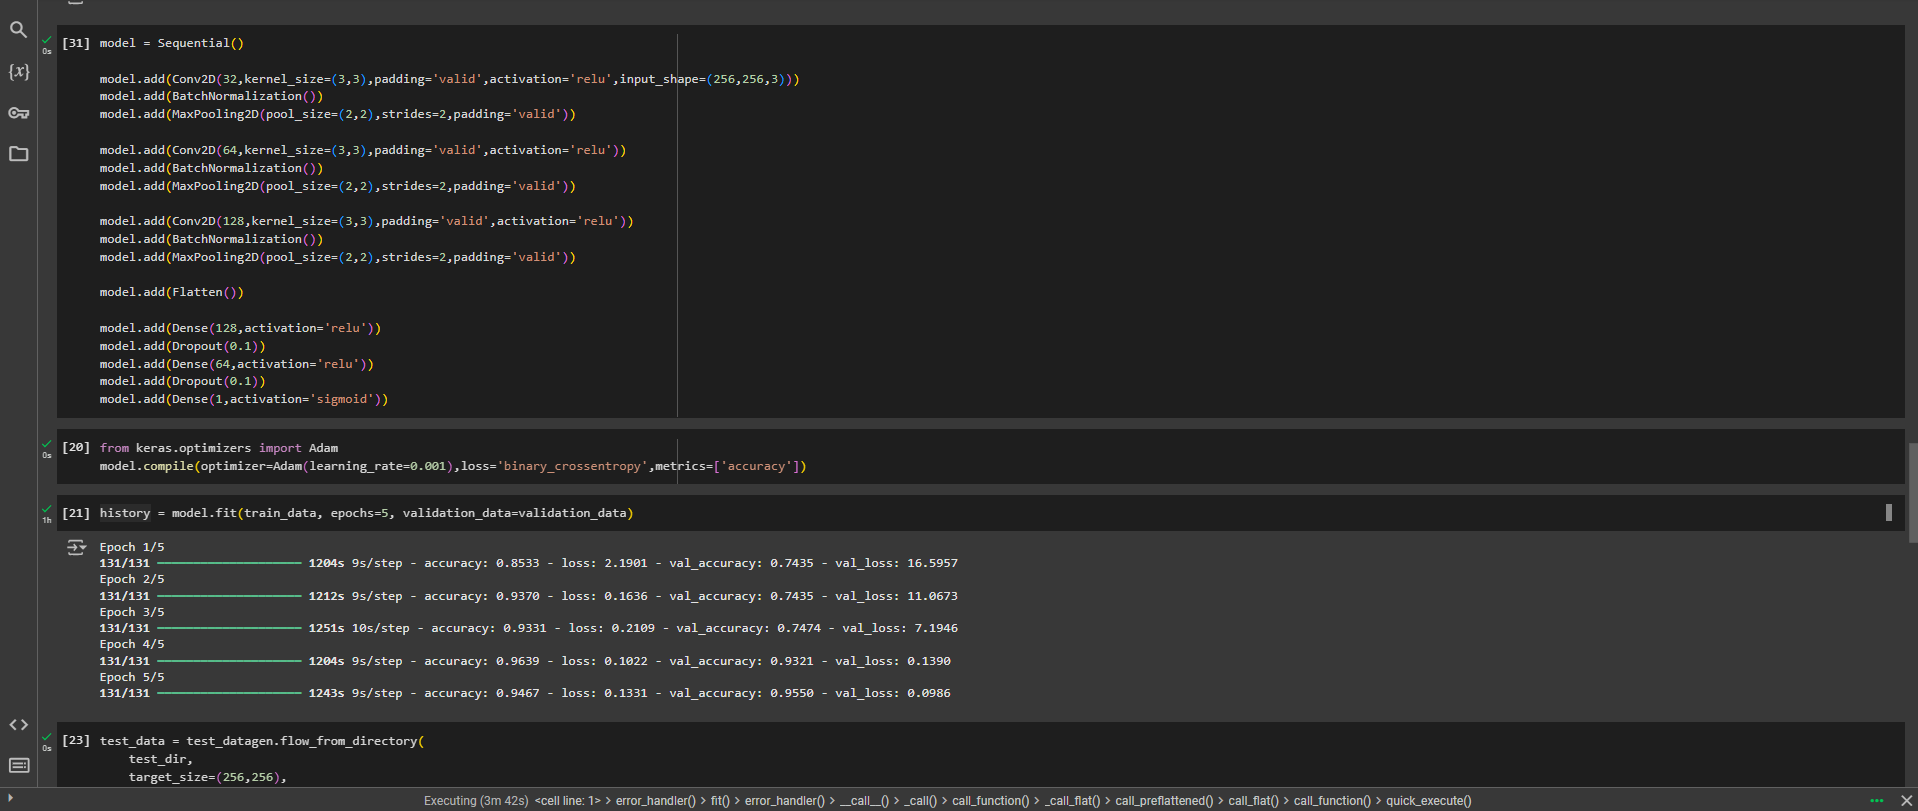 [31] model = Sequential()
model.add(Conv2D(32,kernel_size=(3,3),padding='valid',activation='relu',input_shape=(256,256,3)))
model.add(BatchNormalization())
model.add(MaxPooling2D(pool_size=(2,2),strides=2,padding='valid'))
model.add(Conv2D(64,kernel_size=(3,3),padding='valid',activation='relu'))
model.add(BatchNormalization())
model.add(MaxPooling2D(pool_size=(2,2),strides=2,padding='valid'))
model.add(Conv2D(128,kernel_size=(3,3),padding='valid',activation='relu'))
model.add(BatchNormalization())
model.add(MaxPooling2D(pool_size=(2,2),strides=2,padding='valid'))
model.add(Flatten())
model.add(Dense(128,activation='relu'))
model.add(Dropout(0.1))
model.add(Dense(64,activation='relu'))
model.add(Dropout(0.1))
model.add(Dense(1,activation='sigmoid'))
0s
{x}
[20] from keras.optimizers import Adam
0s
model.compile(optimizer=Adam(learning_rate=0.001),loss='binary_crossentropy',metrics=['accuracy'])
[21] history = model.fit(train_data, epochs=5, validation_data=validation_data)
1h
Epoch 1/5
131/131 1204s 9s/step - accuracy: 0.8533 - loss: 2.1901 - val_accuracy: 0.7435 - val_loss: 16.5957
Epoch 2/5
131/131 1212s 9s/step - accuracy: 0.9370 - loss: 0.1636 - val_accuracy: 0.7435 - val_loss: 11.0673
Epoch 3/5
131/131 1251s 10s/step - accuracy: 0.9331 - loss: 0.2109 - val_accuracy: 0.7474 - val_loss: 7.1946
Epoch 4/5
131/131 1204s 9s/step - accuracy: 0.9639 - loss: 0.1022 - val_accuracy: 0.9321 - val_loss: 0.1390
Epoch 5/5
131/131 1243s 9s/step - accuracy: 0.9467 - loss: 0.1331 - val_accuracy: 0.9550 - val_loss: 0.0986
[23] test_data = test_datagen.flow_from_directory(
0s
test_dir,
target_size=(256,256),
Executing (3m 42s) <cell line: 1> > error_handler() > fit() > error_handler() > __call__() > _call() > call_function() > _call_flat() > call_preflattened() > call_flat() > call_function() > quick_execute()